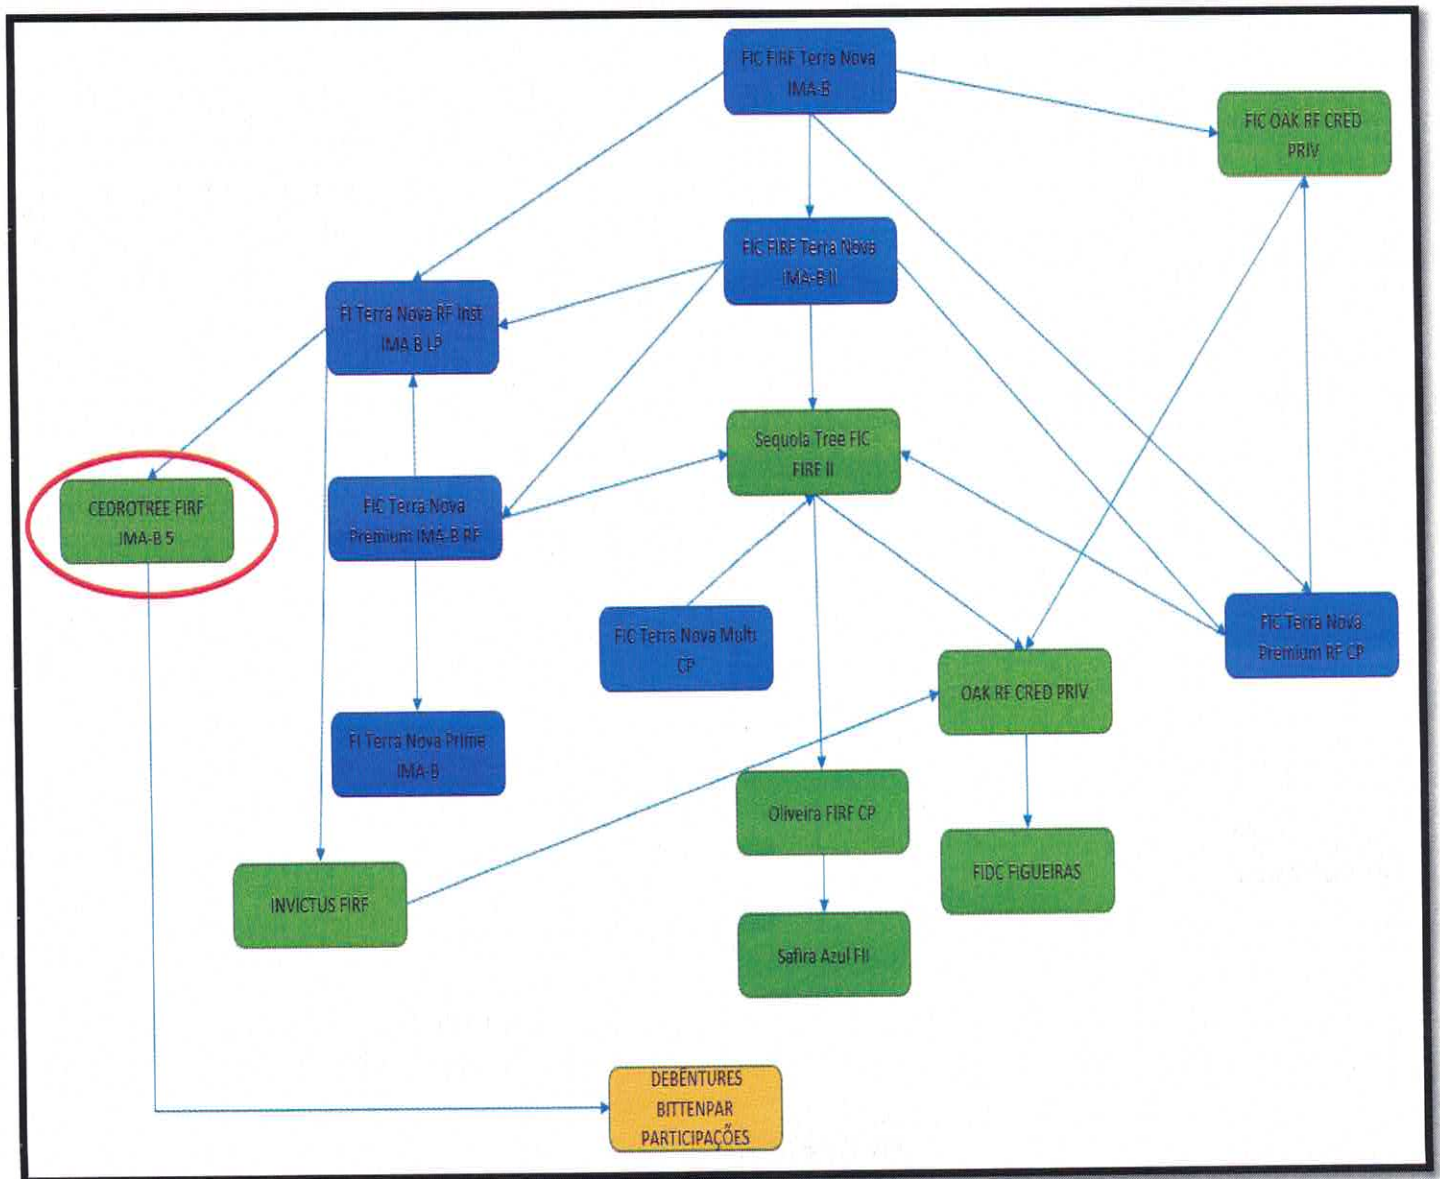 FIC FIRF Terra Nova
IMA-B
FIC OAK RF CRED
PRIV
FIC FIRF Terra Nova
IMA-B II
FI Terra Nova RF Inst
IMA B LP
Sequola Tree FIC
FIRF II
CEDROTREE FIRF
IMA-B 5
FIC Terra Nova
Premium IMA-B RF
FIC Terra Nova Multi
CP
FIC Terra Nova
Premium RF CP
OAK RF CRED PRIV
FI Terra Nova Prime
IMA-B
Oliveira FIRF CP
FIDC FIGUEIRAS
INVICTUS FIRF
Safira Azul FII
DEBÊNTURES
BITTENPAR
PARTICIPAÇÕES